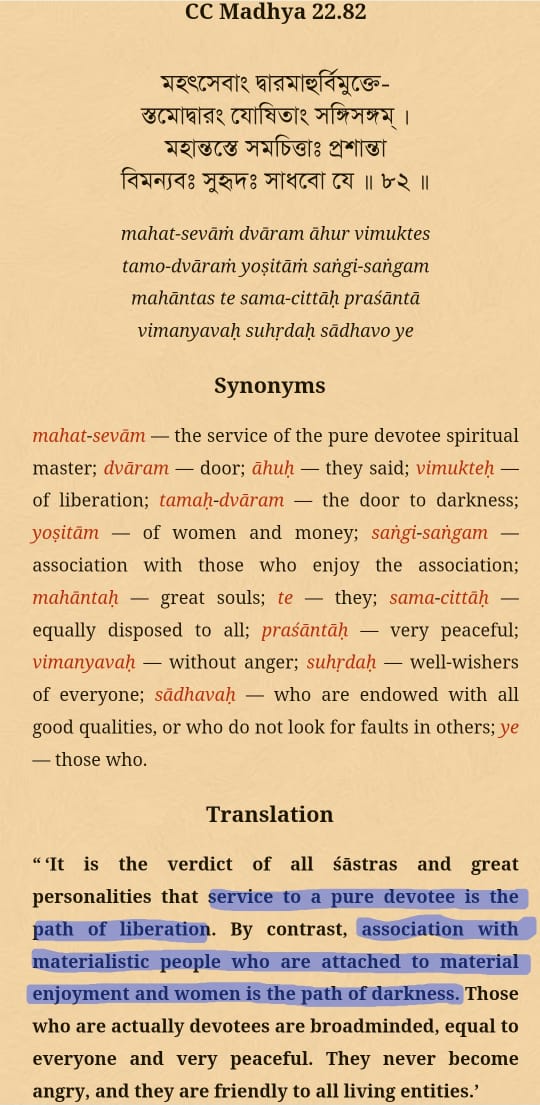 CC Madhya 22.82
মহৎসেবাং দ্বারমাহুর্বিমুক্তে-
স্তমোদ্বারং যোষিতাং সঙ্গিসঙ্গম্ ।
মহান্তস্তে সমচিত্তাঃ প্রশান্তা
বিমন্যবঃ সুহৃদঃ সাধবো যে ॥ ৮২ ॥
mahat-sevāṁ dvāram āhur vimuktes
tamo-dvāraṁ yoṣitāṁ saṅgi-saṅgam
mahāntas te sama-cittāḥ praśāntā
vimanyavaḥ suhṛdaḥ sādhavo ye
Synonyms
mahat-sevām — the service of the pure devotee spiritual
master; dvāram — door; āhuḥ — they said; vimukteḥ —
of liberation; tamaḥ-dvāram — the door to darkness;
yoṣitām — of women and money; saṅgi-saṅgam —
association with those who enjoy the association;
mahāntaḥ — great souls; te — they; sama-cittāḥ —
equally disposed to all; praśāntāḥ — very peaceful;
vimanyavaḥ — without anger; suhṛdaḥ — well-wishers
of everyone; sādhavaḥ — who are endowed with all
good qualities, or who do not look for faults in others; ye
— those who.
Translation
“ ‘It is the verdict of all śāstras and great
personalities that service to a pure devotee is the
path of liberation. By contrast, association with
materialistic people who are attached to material
enjoyment and women is the path of darkness. Those
who are actually devotees are broadminded, equal to
everyone and very peaceful. They never become
angry, and they are friendly to all living entities.’